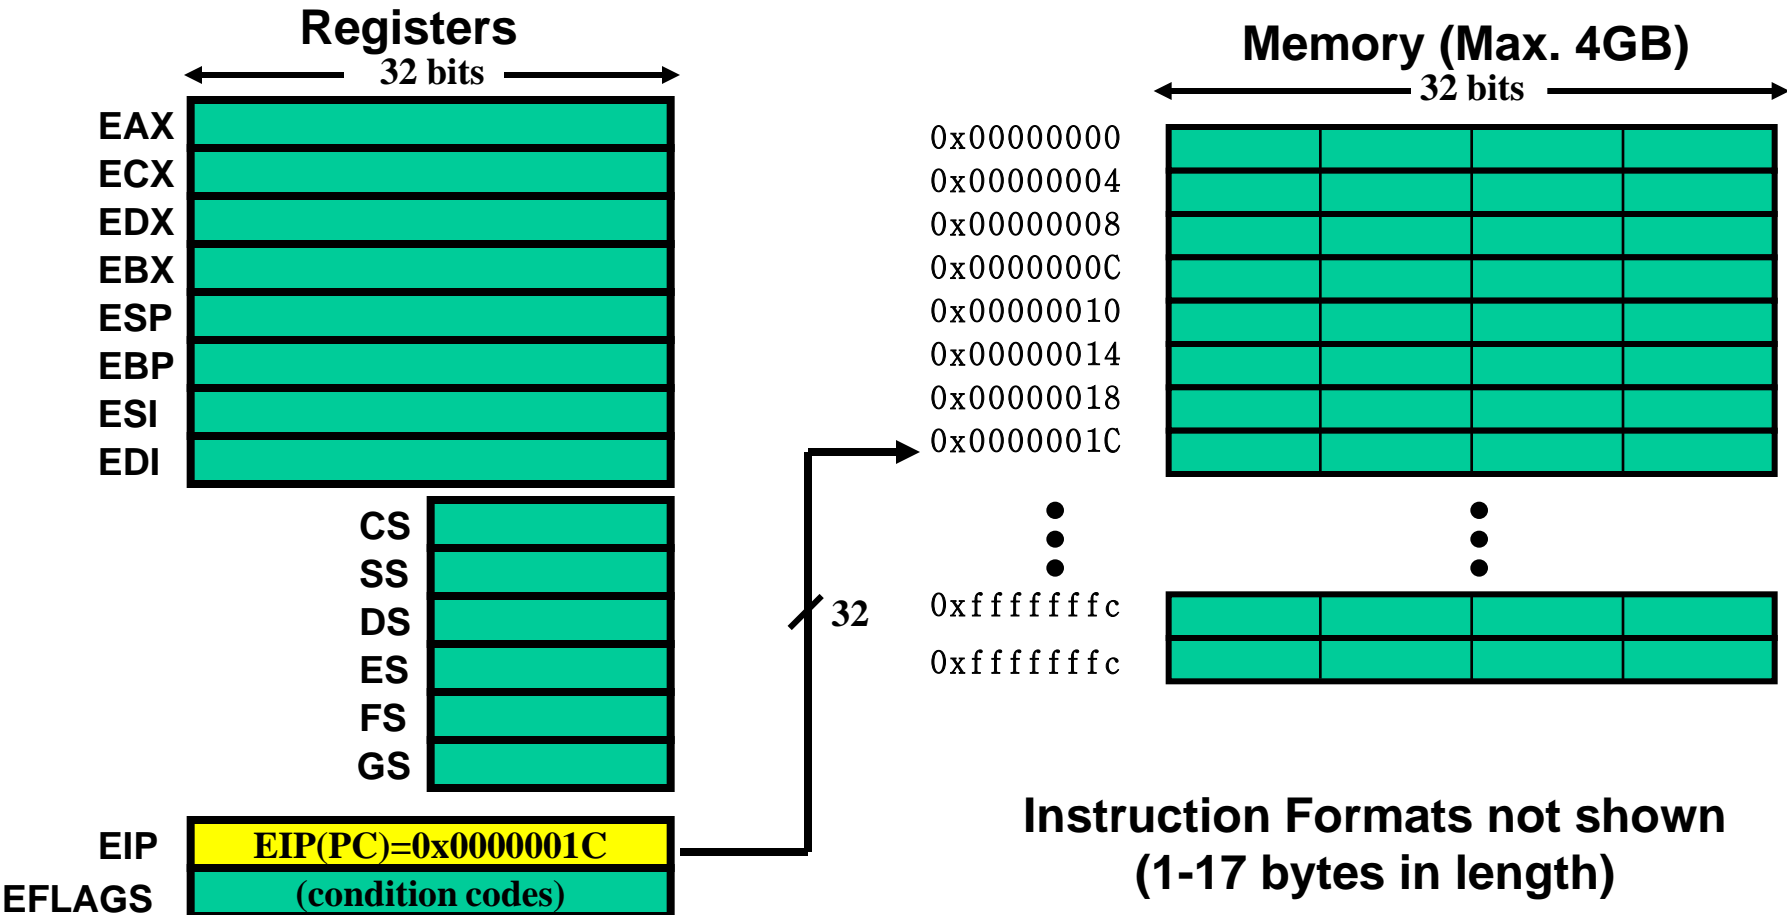 Registers
32 bits
EAX
ECX
EDX
EBX
ESP
EBP
ESI
EDI
CS
SS
DS
ES
FS
GS
EIP
EIP(PC)=0x0000001C
EFLAGS
(condition codes)
32
Memory (Max. 4GB)
32 bits
0x00000000
0x00000004
0x00000008
0x0000000C
0x00000010
0x00000014
0x00000018
0x0000001C
0xfffffffc
0xfffffffc
Instruction Formats not shown
(1-17 bytes in length)